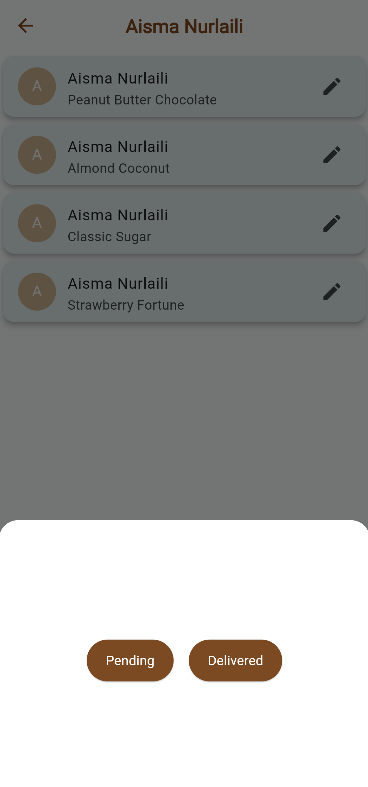 Aisma Nurlaili
A
Aisma Nurlaili
Peanut Butter Chocolate
A
Aisma Nurlaili
Almond Coconut
A
Aisma Nurlaili
Classic Sugar
A
Aisma Nurlaili
Strawberry Fortune
Pending
Delivered